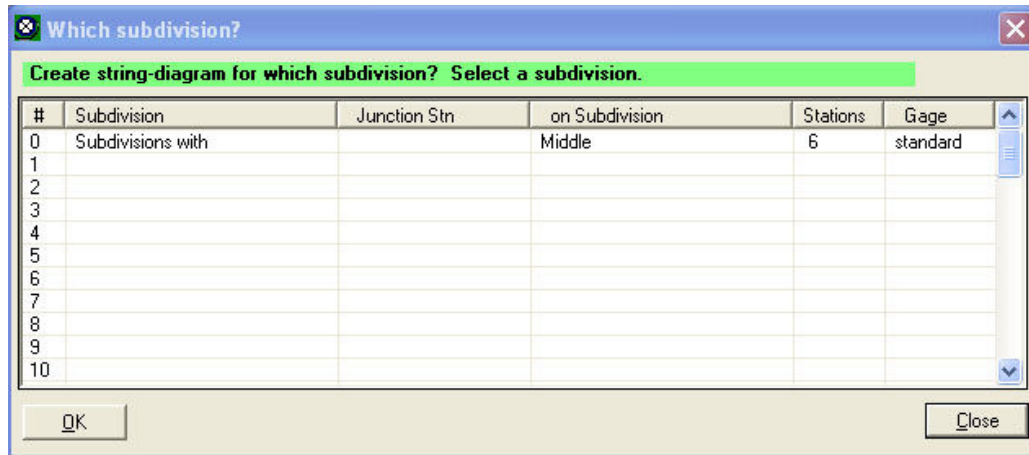 Which subdivision?
Create string-diagram for which subdivision? Select a subdivision.
# Subdivision Junction Stn on Subdivision Stations Gage
0 Subdivisions with Middle 6 standard
1
2
3
4
5
6
7
8
9
10
OK Close